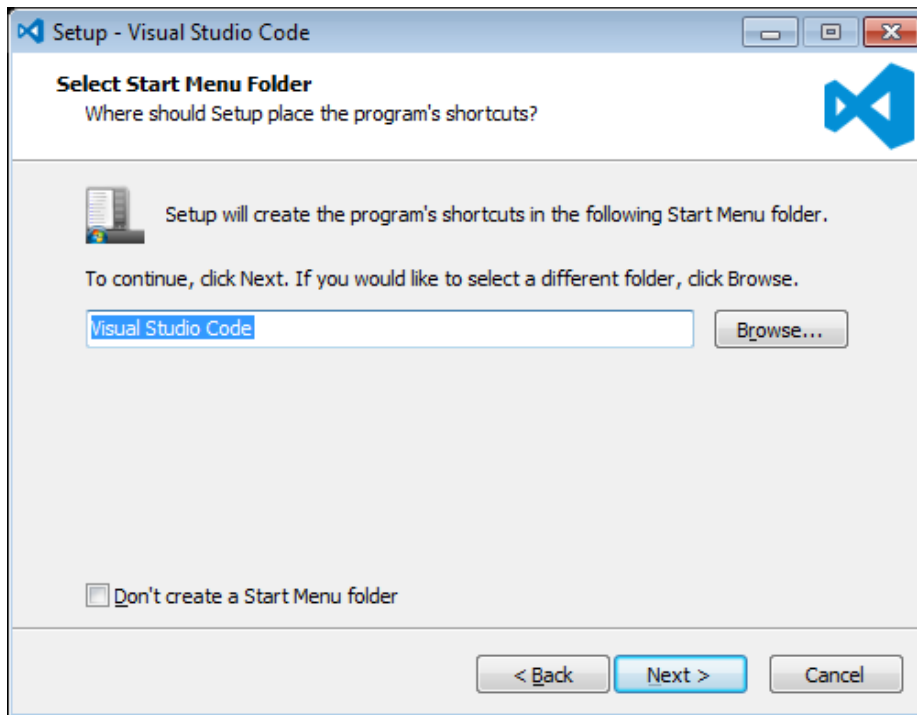 Setup - Visual Studio Code
Select Start Menu Folder
Where should Setup place the program's shortcuts?
Setup will create the program's shortcuts in the following Start Menu folder.
To continue, click Next. If you would like to select a different folder, click Browse.
Visual Studio Code
Browse...
Don't create a Start Menu folder
< Back
Next >
Cancel